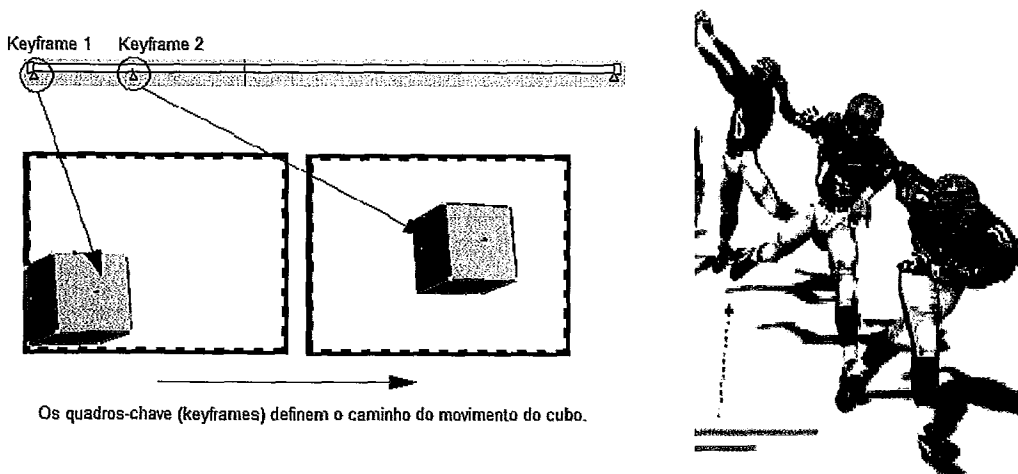 Keyframe 1 Keyframe 2
Os quadros-chave (keyframes) definem o caminho do movimento do cubo.